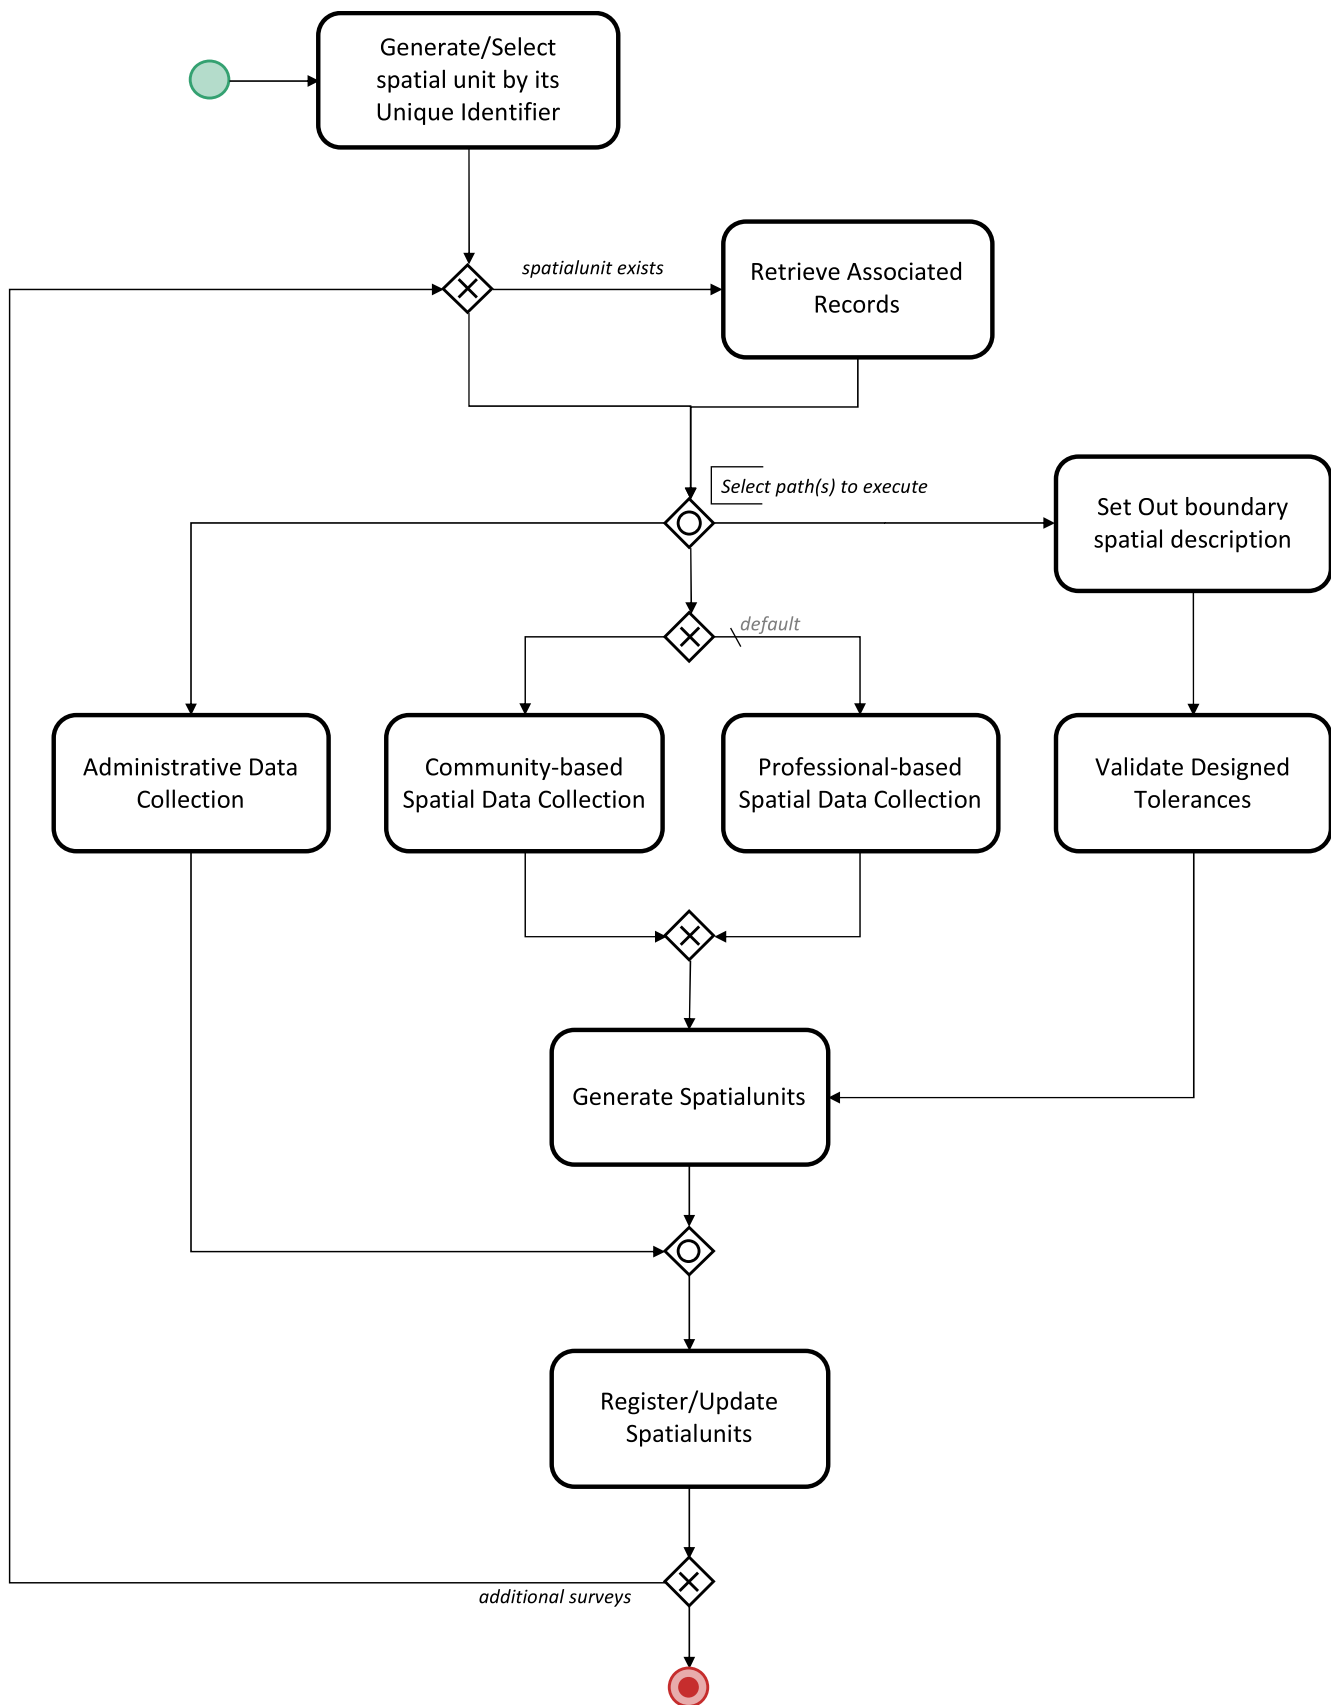 Generate/Select
spatial unit by its
Unique Identifier
spatialunit exists
Retrieve Associated
Records
Select path(s) to execute
Set Out boundary
spatial description
default
Administrative Data
Collection
Community-based
Spatial Data Collection
Professional-based
Spatial Data Collection
Validate Designed
Tolerances
Generate Spatialunits
Register/Update
Spatialunits
additional surveys